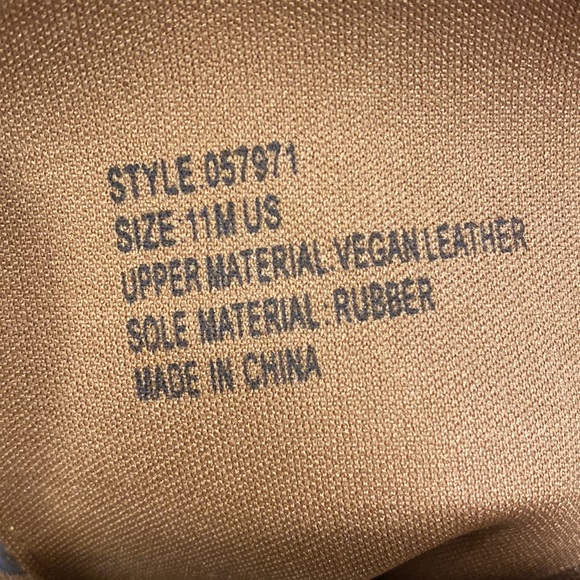 STYLE: 057971
SIZE: 11M US
UPPER MATERIAL: VEGAN LEATHER
SOLE MATERIAL: RUBBER
MADE IN CHINA